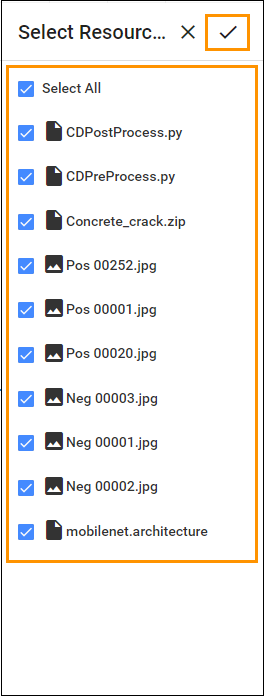 Select Resourc...
Select All
CDPostProcess.py
CDPreProcess.py
Concrete_crack.zip
Pos 00252.jpg
Pos 00001.jpg
Pos 00020.jpg
Neg 00003.jpg
Neg 00001.jpg
Neg 00002.jpg
mobilenet.architecture